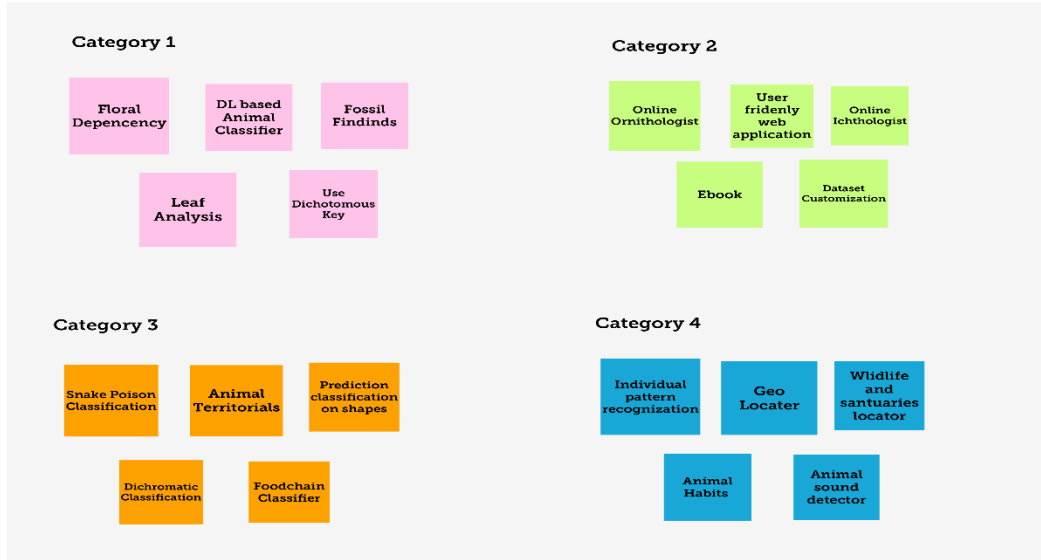 Category 1
Floral
Depencency
DL based
Animal
Classifier
Fossil
Findinds
Leaf
Analysis
Use
Dichotomous
Key
Category 2
Online
Ornithologist
User
fridenly web
application
Online
Ichthologist
Ebook
Dataset
Customization
Category 3
Snake Poison
Classification
Animal
Territorials
Prediction
classification
on shapes
Dichromatic
Classification
Foodchain
Classifier
Category 4
Individual
pattern
recognization
Geo
Locater
Wlidlife
and
santuaries
locator
Animal
Habits
Animal
sound
detector